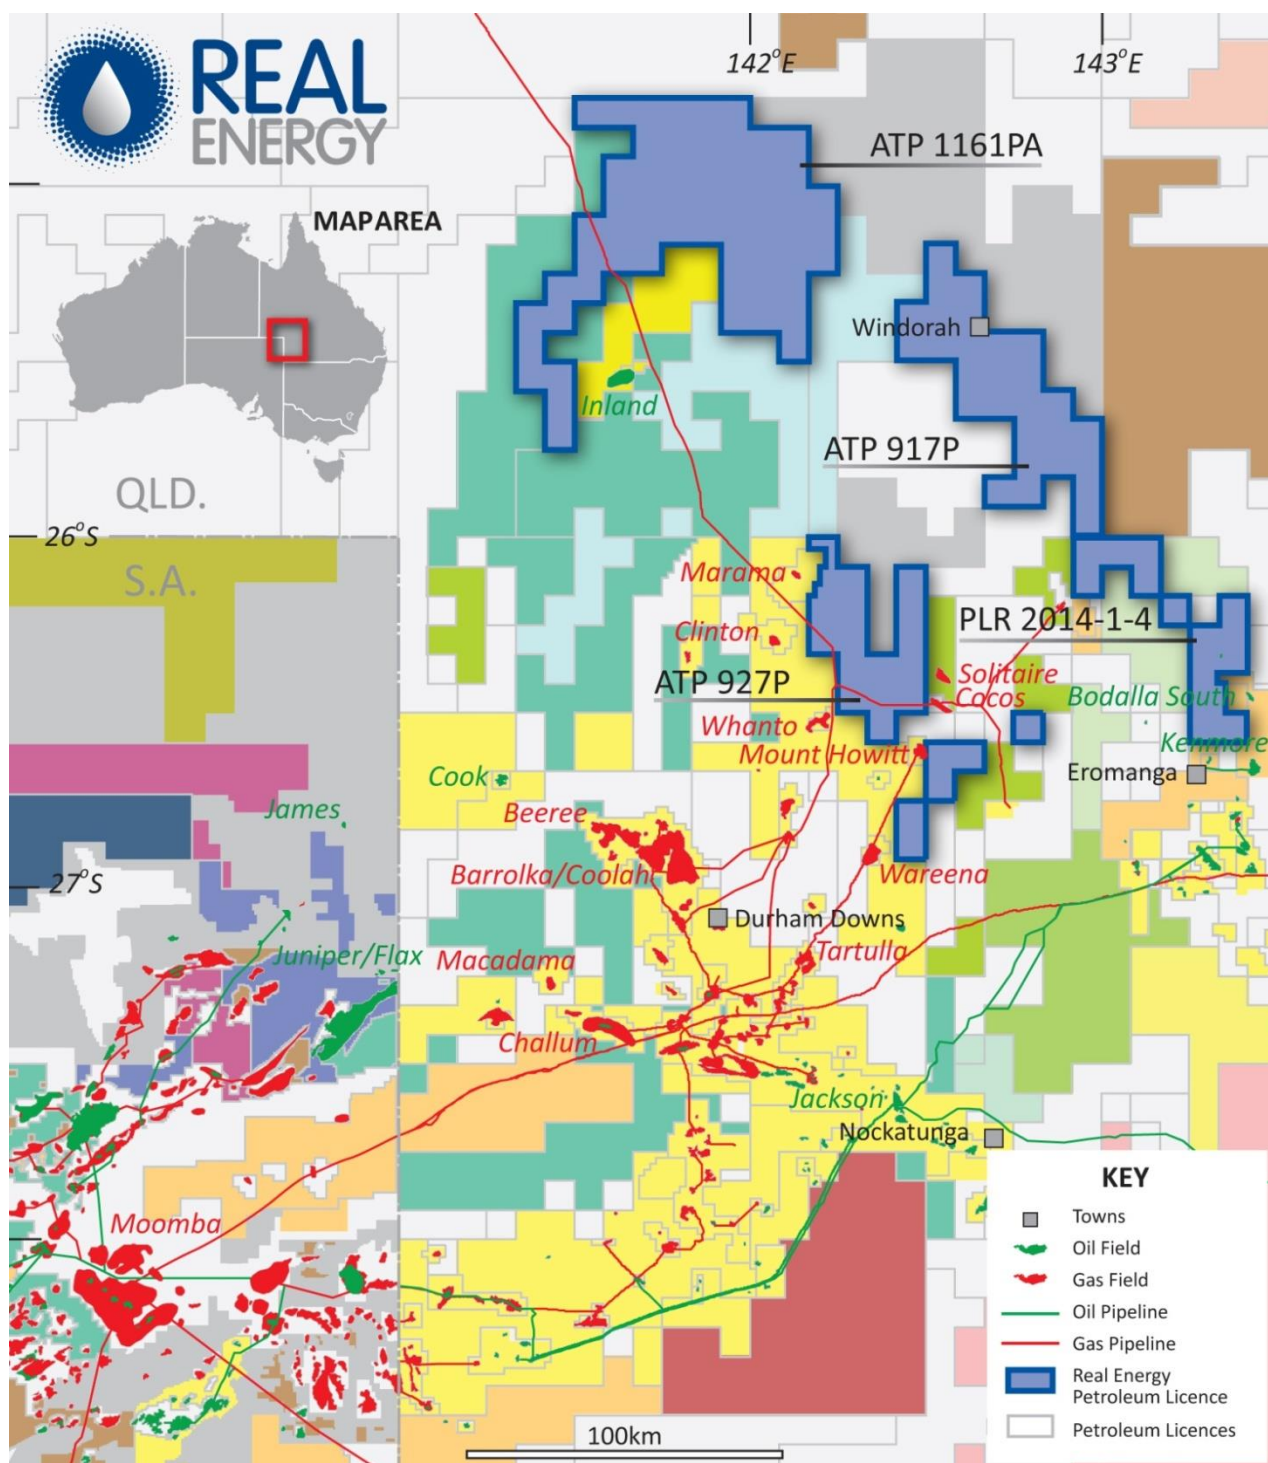 REAL
ENERGY
142°E
143°E
ATP 1161PA
MAPAREA
Windorah
Inland
ATP 917P
QLD.
26°S
S.A.
Marama
Clinton
PLR 2014-1-4
ATP 927P
Solitaire
Cocos
Bodalla South
Whanto
Mount Howitt
Kenmore
Cook
Eromanga
James
Beeree
Barrolka/Coolah
27°S
Wareena
Durham Downs
Juniper/Flax
Macadama
Tartulla
Challum
Jackson
Nockatunga
Moomba
KEY
Towns
Oil Field
Gas Field
Oil Pipeline
Gas Pipeline
Real Energy
Petroleum Licence
Petroleum Licences
100km